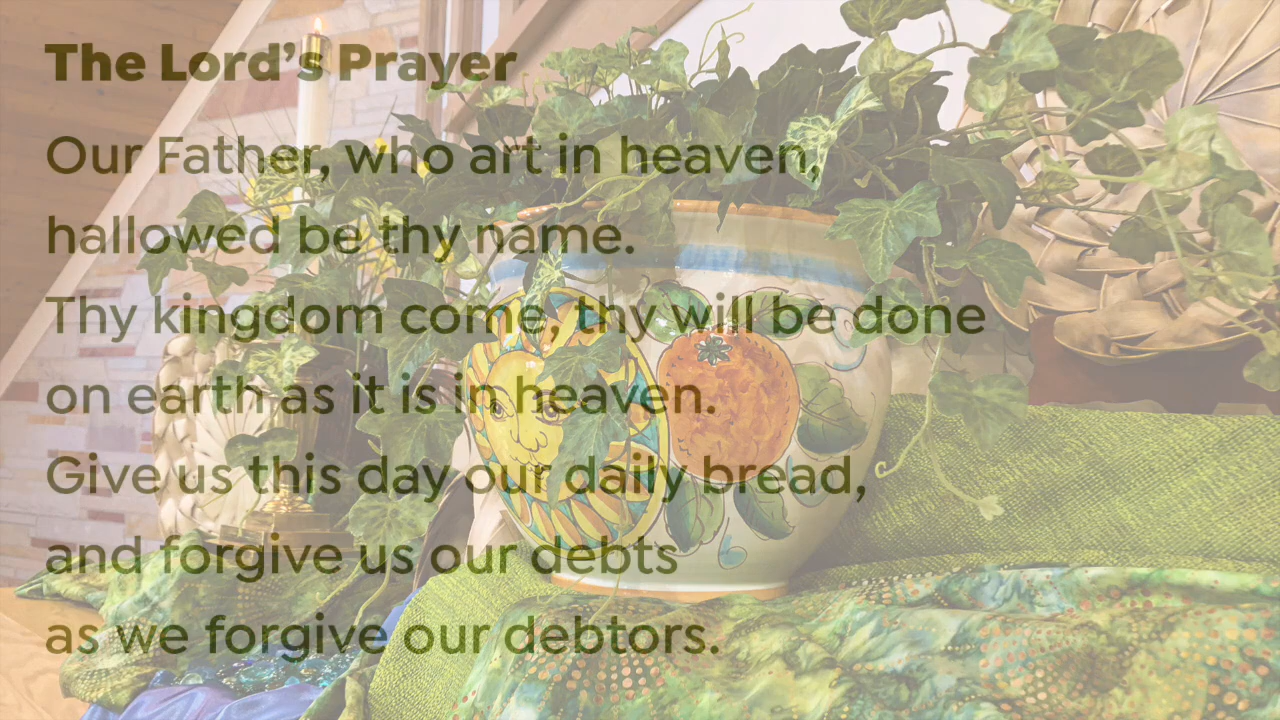 The Lord’s Prayer
Our Father, who art in heaven,
hallowed be thy name.
Thy kingdom come, thy will be done
on earth as it is in heaven.
Give us this day our daily bread,
and forgive us our debts
as we forgive our debtors.